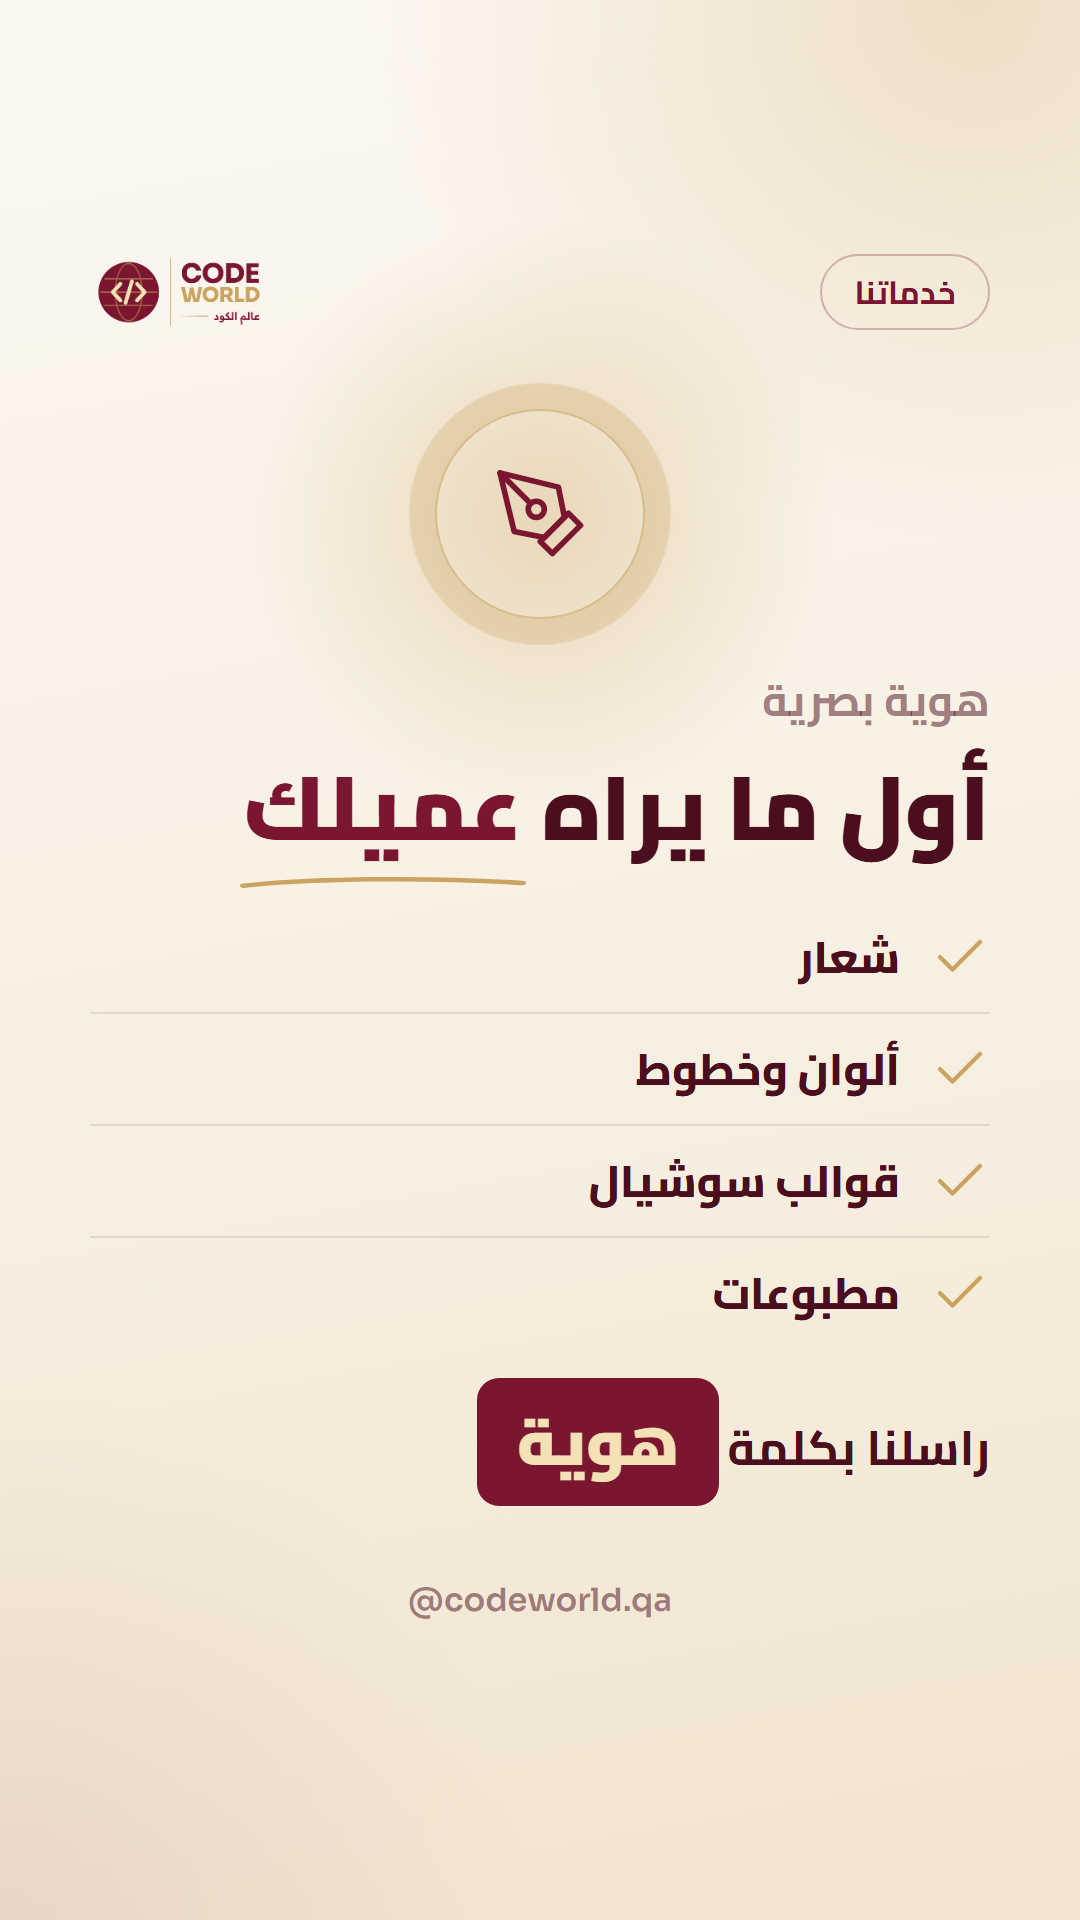 خدماتنا
CODE
WORLD
عالم الكود
هوية بصرية
أول ما يراه عميلك
شعار
ألوان وخطوط
قوالب سوشيال
مطبوعات
راسلنا بكلمة هوية
@codeworld.qa